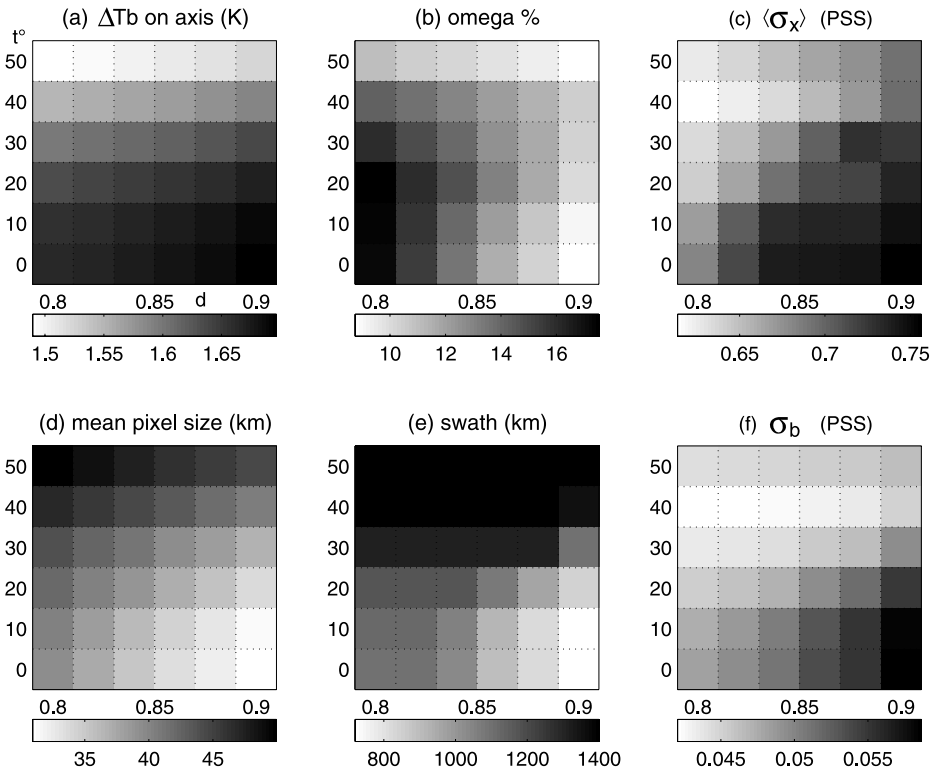 (a) ΔTb on axis (K)
(b) omega %
(c) ⟨σx⟩ (PSS)
t°
50
40
30
20
10
0
0.8 0.85 d 0.9
1.5 1.55 1.6 1.65
50
40
30
20
10
0
0.8 0.85 0.9
10 12 14 16
50
40
30
20
10
0
0.8 0.85 0.9
0.65 0.7 0.75
(d) mean pixel size (km)
(e) swath (km)
(f) σb (PSS)
50
40
30
20
10
0
0.8 0.85 0.9
35 40 45
50
40
30
20
10
0
0.8 0.85 0.9
800 1000 1200 1400
50
40
30
20
10
0
0.8 0.85 0.9
0.045 0.05 0.055